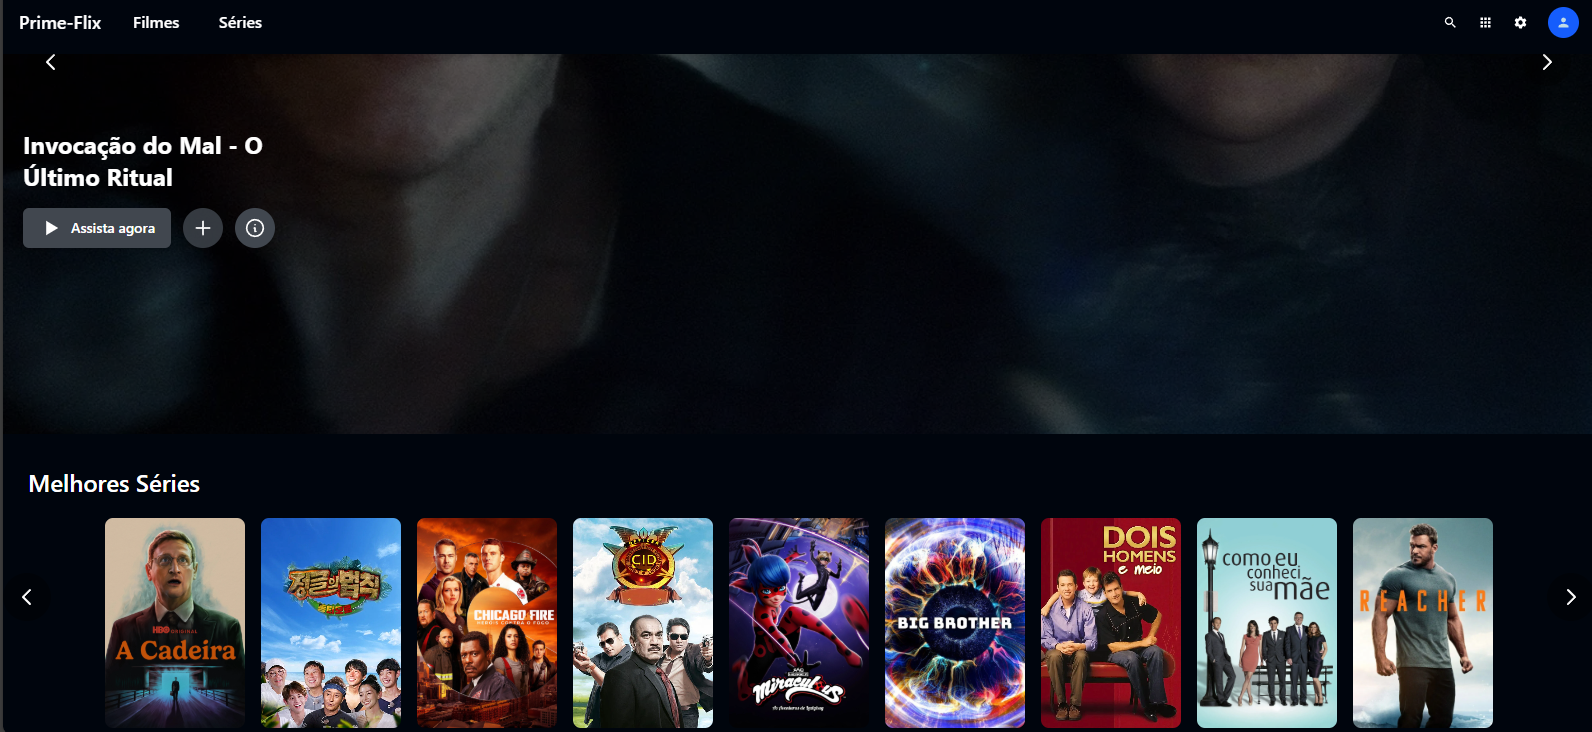 Prime-Flix Filmes Séries
Invocação do Mal - O
Último Ritual
Assista agora
Melhores Séries
HBO ORIGINAL
A Cadeira
정글의 법칙
CHICAGO FIRE
HERÓIS CONTRA O FOGO
CID
Miraculous
As Aventuras de Ladybug
BIG BROTHER
DOIS
HOMENS
e meio
como eu
conheci
sua mãe
REACHER